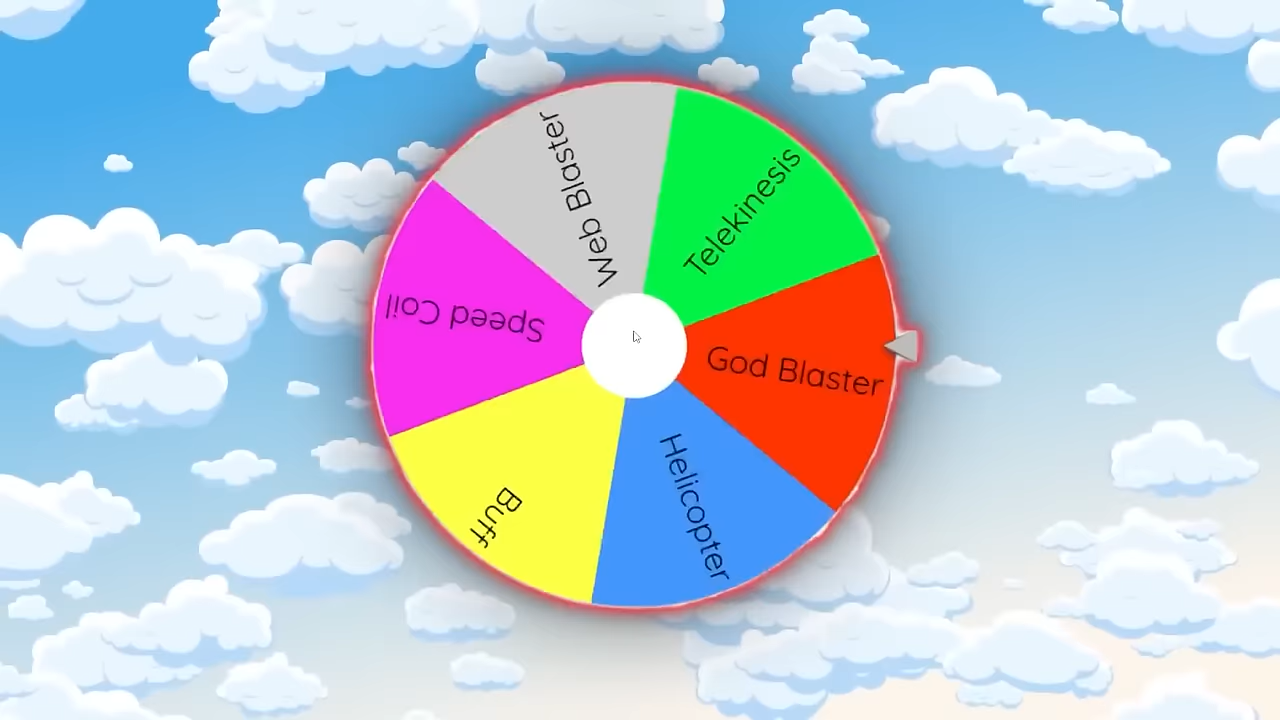 Web Blaster
Telekinesis
God Blaster
Helicopter
Buff
Speed Coil